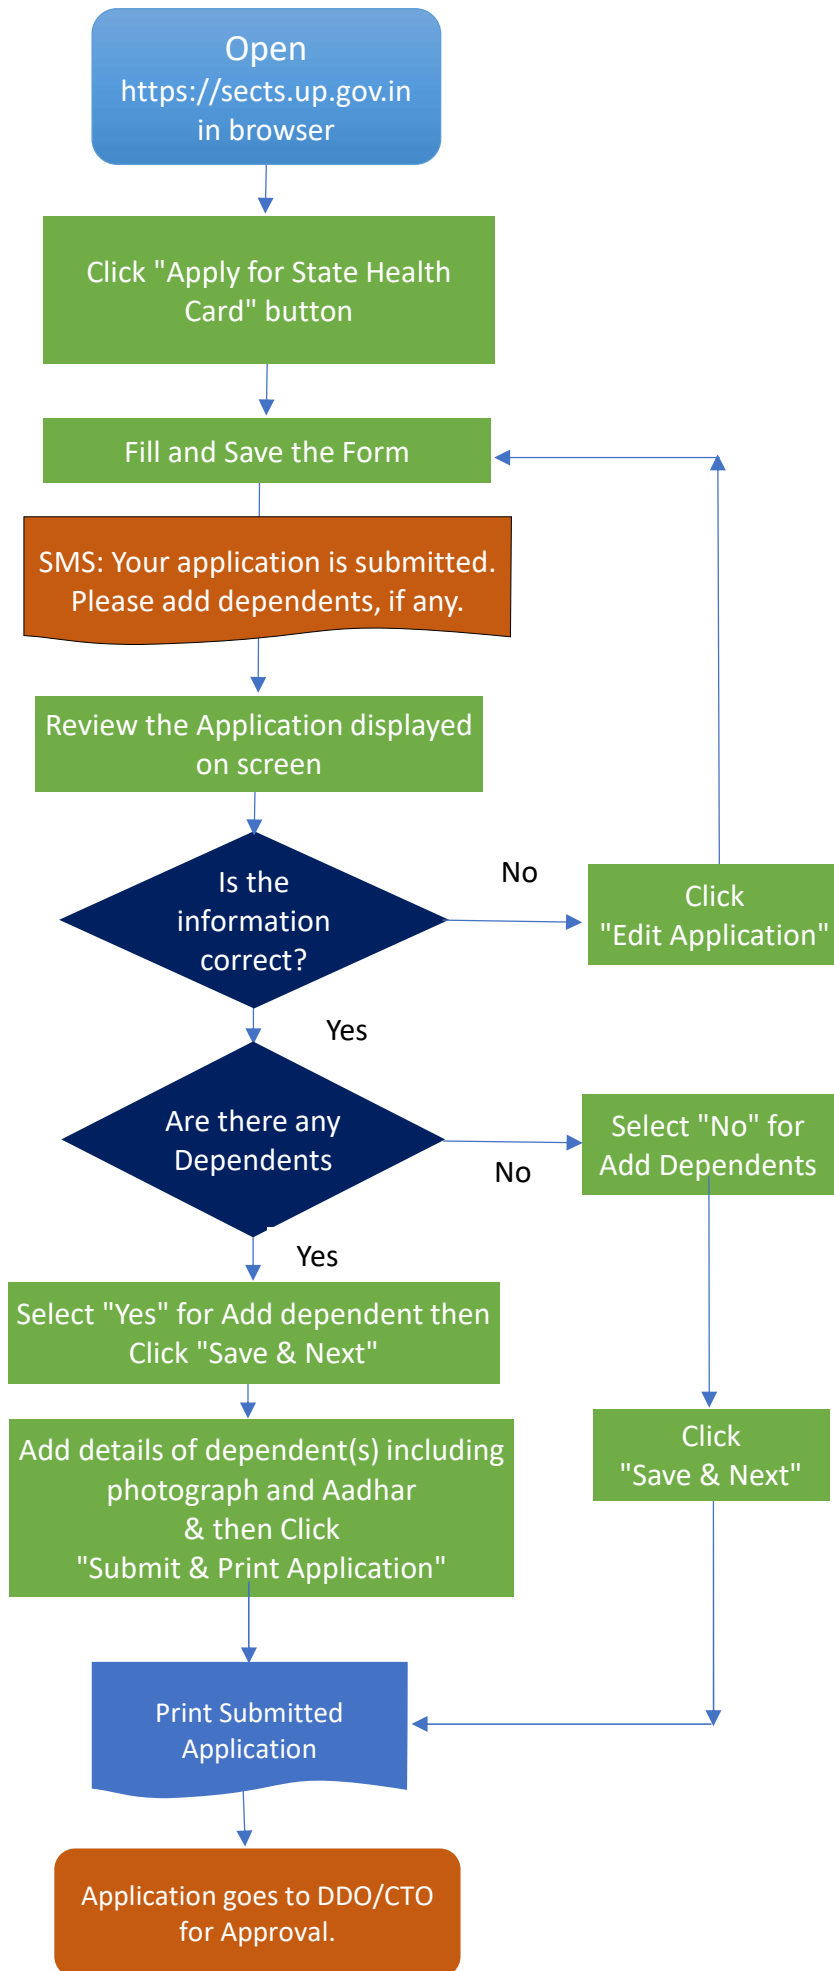 Open
https://sects.up.gov.in
in browser
Click "Apply for State Health
Card" button
Fill and Save the Form
SMS: Your application is submitted.
Please add dependents, if any.
Review the Application displayed
on screen
Is the
information
correct?
No
Click
"Edit Application"
Yes
Are there any
Dependents
No
Select "No" for
Add Dependents
Yes
Select "Yes" for Add dependent then
Click "Save & Next"
Add details of dependent(s) including
photograph and Aadhar
& then Click
"Submit & Print Application"
Click
"Save & Next"
Print Submitted
Application
Application goes to DDO/CTO
for Approval.